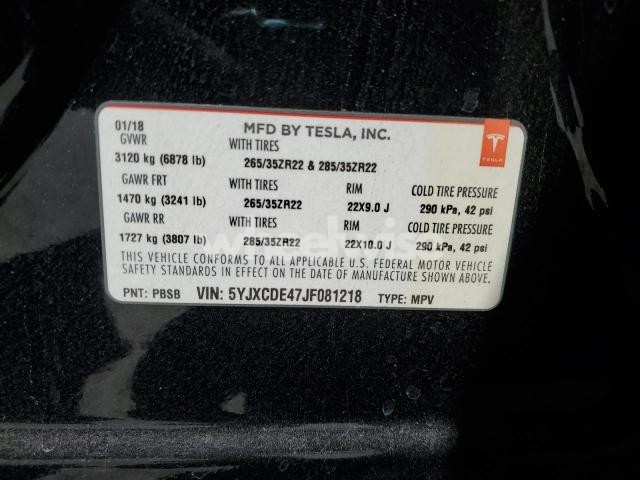 01/18 MFD BY TESLA, INC.
GVWR WITH TIRES
3120 kg (6878 lb) 265/35ZR22 & 285/35ZR22
TESLA
GAWR FRT WITH TIRES RIM COLD TIRE PRESSURE
1470 kg (3241 lb) 265/35ZR22 22X9.0 J 290 kPa, 42 psi
GAWR RR WITH TIRES RIM COLD TIRE PRESSURE
1727 kg (3807 lb) 285/35ZR22 22X10.0 J 290 kPa, 42 psi
THIS VEHICLE CONFORMS TO ALL APPLICABLE U.S. FEDERAL MOTOR VEHICLE
SAFETY STANDARDS IN EFFECT ON THE DATE OF MANUFACTURE SHOWN ABOVE.
PNT: PBSB VIN: 5YJXCDE47JF081218 TYPE: MPV